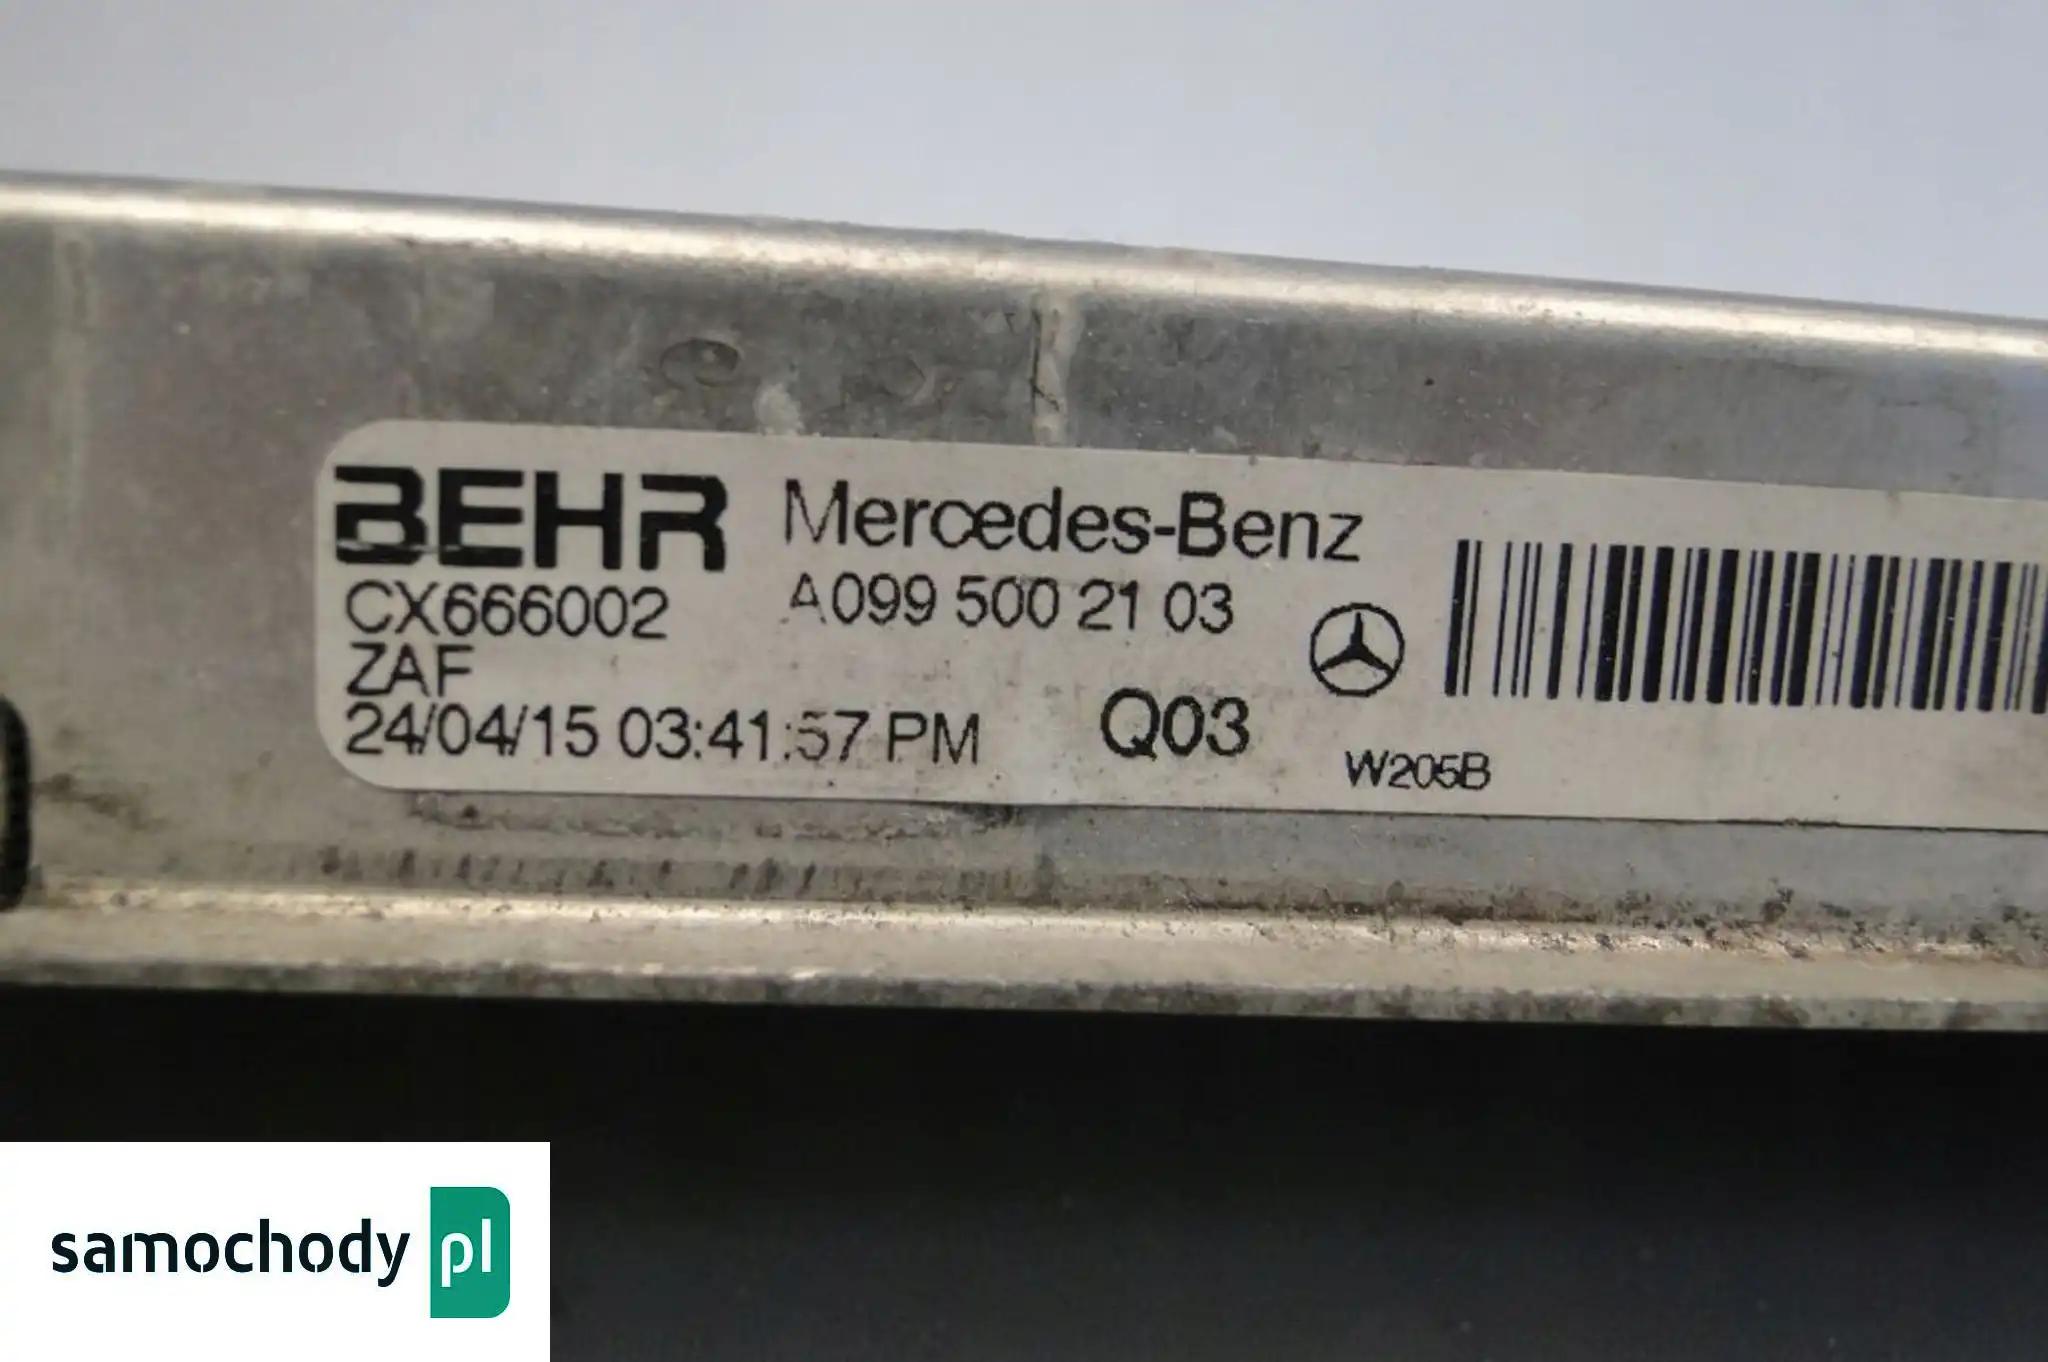 BEHR Mercedes-Benz
CX666002 A099 500 21 03
ZAF
24/04/15 03:41:57 PM Q03
W205B
samochody pl